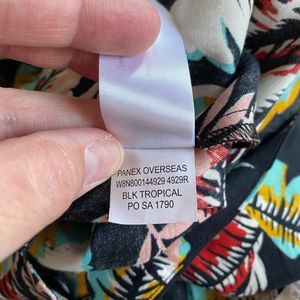 PANEX OVERSEAS
W8N800144929 4929R
BLK TROPICAL
PO SA 1790